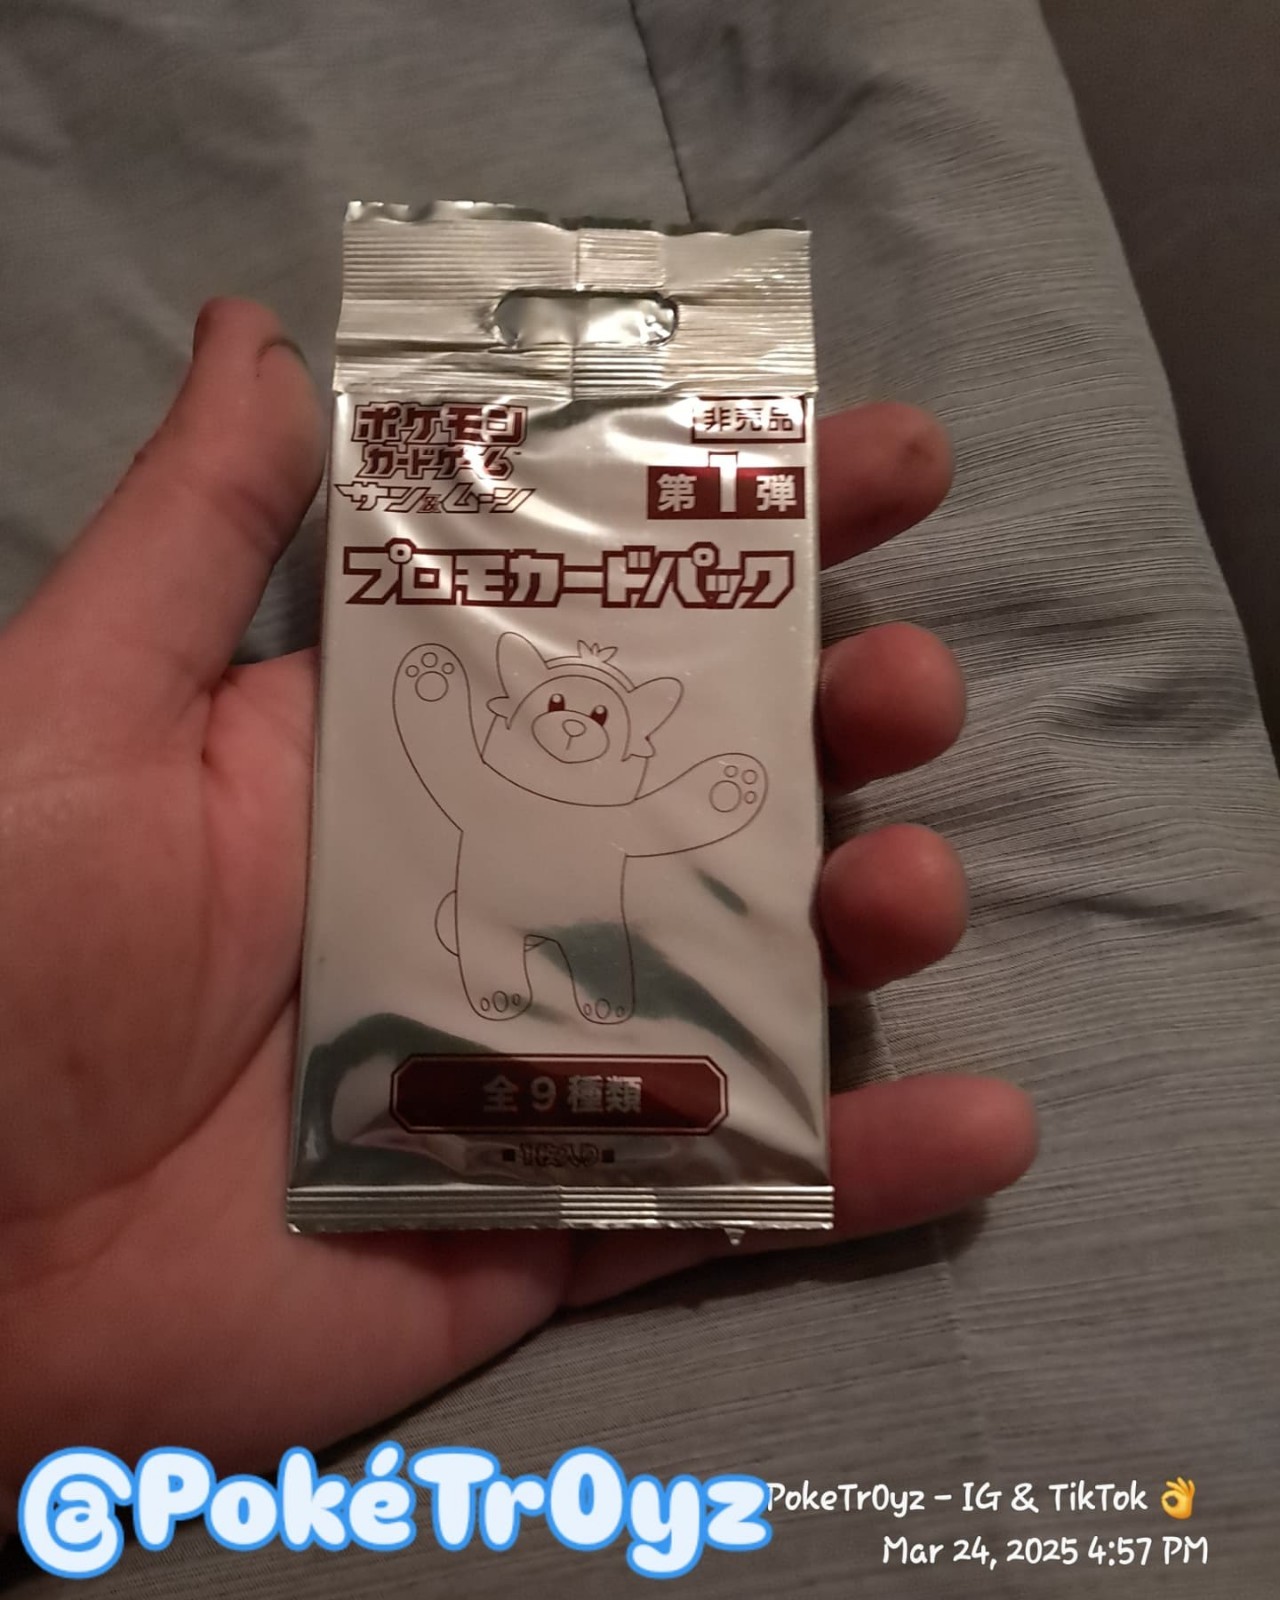 ポケモン
カードゲーム
サン&ムーン
非売品
第1弾
プロモカードパック
全9種類
■1枚入り■
@PokéTr0yz
PokeTr0yz - IG & TikTok 👌
Mar 24, 2025 4:57 PM